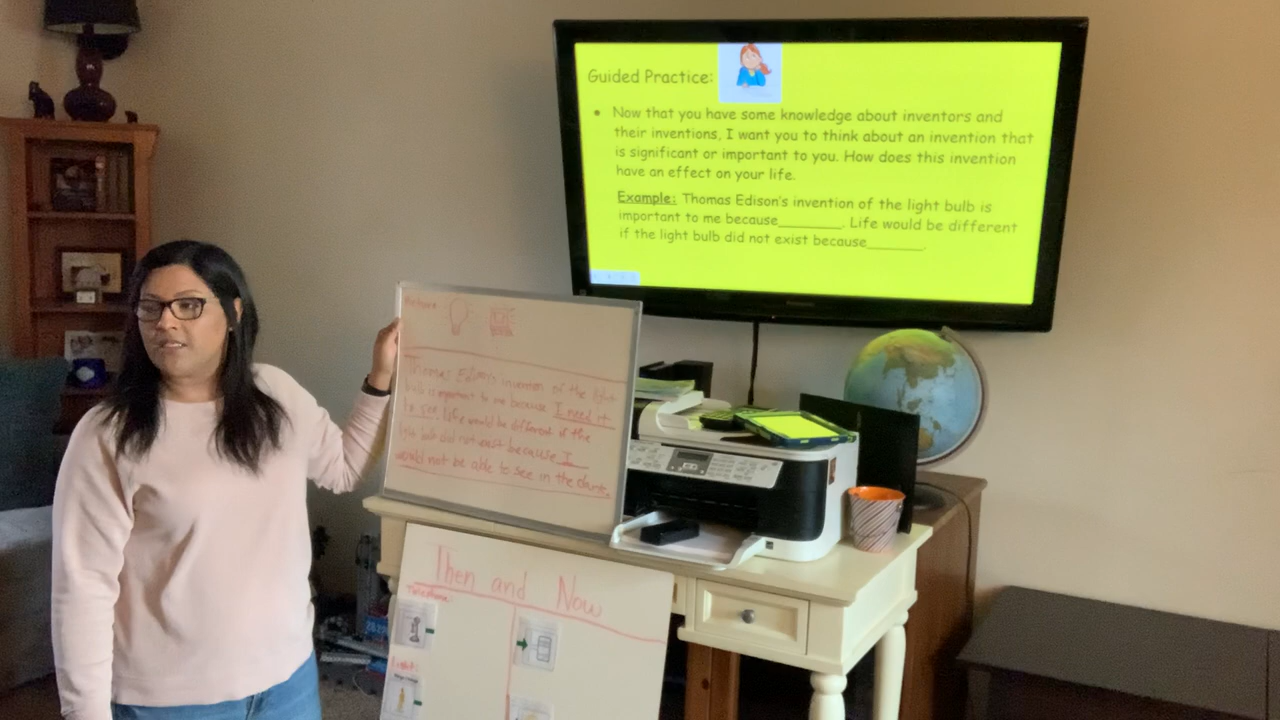 Guided Practice:
• Now that you have some knowledge about inventors and
their inventions, I want you to think about an invention that
is significant or important to you. How does this invention
have an effect on your life.
Example: Thomas Edison's invention of the light bulb is
important to me because________. Life would be different
if the light bulb did not exist because_______.
Thomas Edison's invention of the light
bulb is important to me because I need it
to see. Life would be different if the
light bulb did not exist because I
would not be able to see in the dark.
Then and Now
Telephone
Light